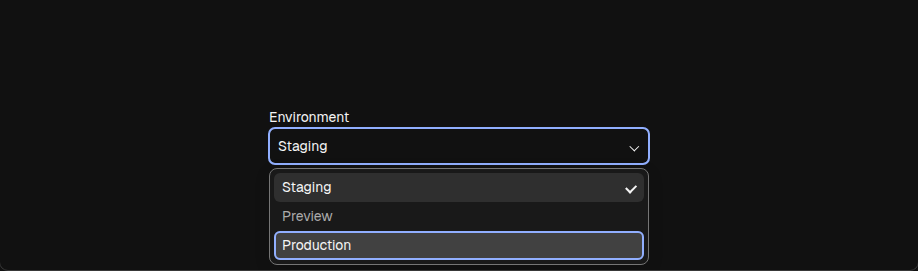 Environment
Staging
Staging
Preview
Production